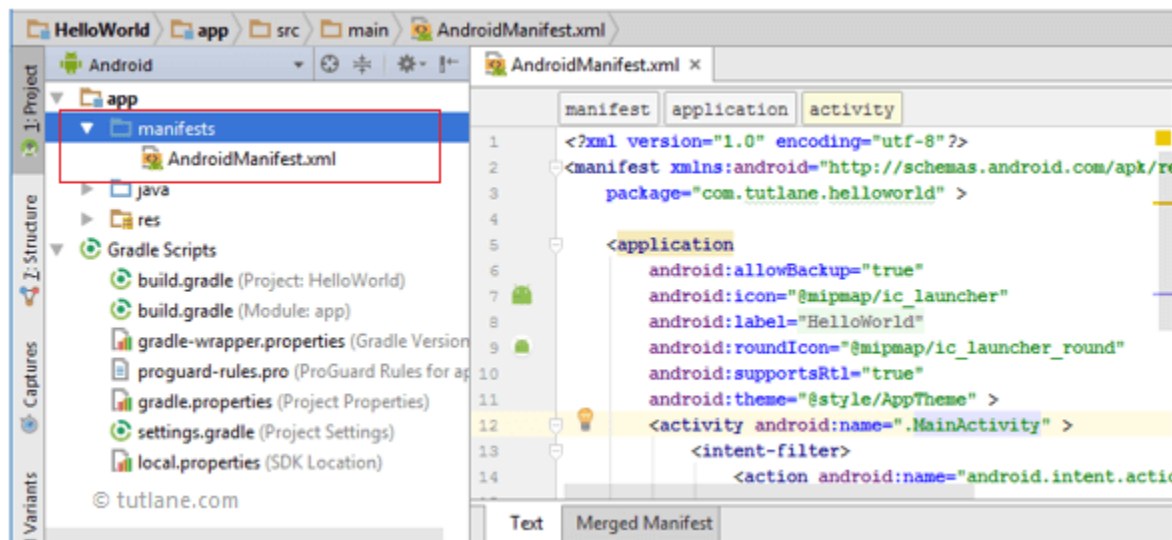 HelloWorld app src main AndroidManifest.xml
1: Project
Z: Structure
Captures
Variants
Android
app
manifests
AndroidManifest.xml
java
res
Gradle Scripts
build.gradle (Project: HelloWorld)
build.gradle (Module: app)
gradle-wrapper.properties (Gradle Version
proguard-rules.pro (ProGuard Rules for ap
gradle.properties (Project Properties)
settings.gradle (Project Settings)
local.properties (SDK Location)
© tutlane.com
AndroidManifest.xml ×
manifest application activity
1 <?xml version="1.0" encoding="utf-8"?>
2 <manifest xmlns:android="http://schemas.android.com/apk/re
3 package="com.tutlane.helloworld" >
4
5 <application
6 android:allowBackup="true"
7 android:icon="@mipmap/ic_launcher"
8 android:label="HelloWorld"
9 android:roundIcon="@mipmap/ic_launcher_round"
10 android:supportsRtl="true"
11 android:theme="@style/AppTheme" >
12 <activity android:name=".MainActivity" >
13 <intent-filter>
14 <action android:name="android.intent.actio
Text Merged Manifest